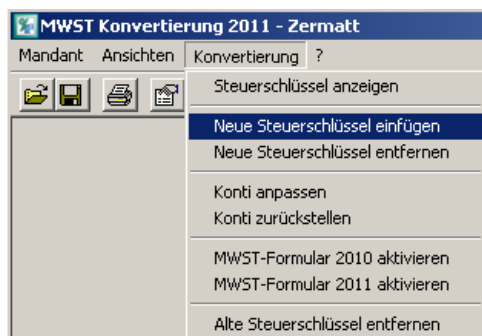 MWST Konvertierung 2011 - Zermatt
Mandant Ansichten Konvertierung ?
Steuerschlüssel anzeigen
Neue Steuerschlüssel einfügen
Neue Steuerschlüssel entfernen
Konti anpassen
Konti zurückstellen
MWST-Formular 2010 aktivieren
MWST-Formular 2011 aktivieren
Alte Steuerschlüssel entfernen